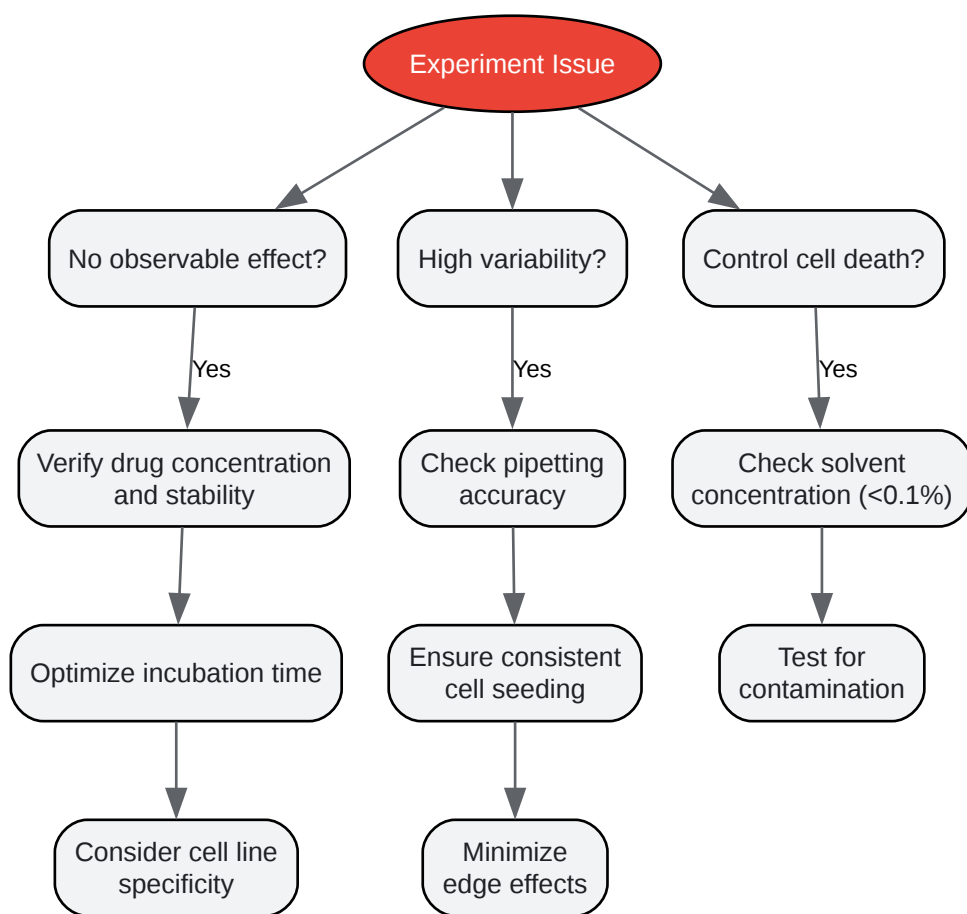 Experiment Issue
No observable effect?
High variability?
Control cell death?
Yes
Yes
Yes
Verify drug concentration
and stability
Check pipetting
accuracy
Check solvent
concentration (<0.1%)
Optimize incubation time
Ensure consistent
cell seeding
Test for
contamination
Consider cell line
specificity
Minimize
edge effects